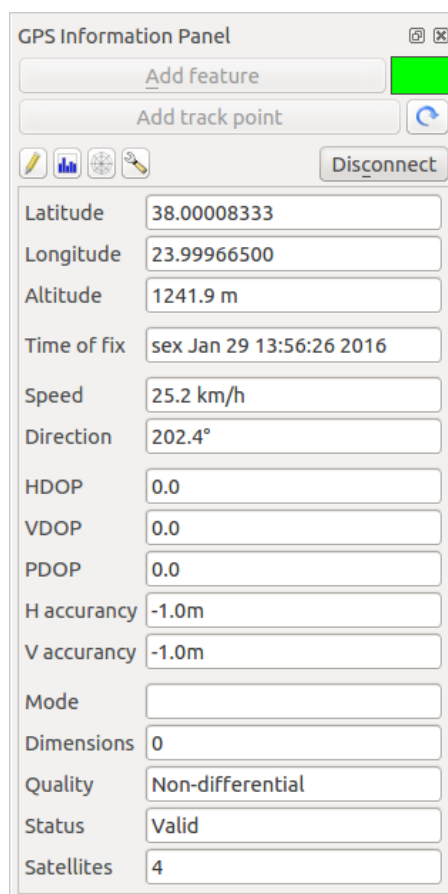 GPS Information Panel
Add feature
Add track point
Disconnect
Latitude 38.00008333
Longitude 23.99966500
Altitude 1241.9 m
Time of fix sex Jan 29 13:56:26 2016
Speed 25.2 km/h
Direction 202.4°
HDOP 0.0
VDOP 0.0
PDOP 0.0
H accurancy -1.0m
V accurancy -1.0m
Mode
Dimensions 0
Quality Non-differential
Status Valid
Satellites 4